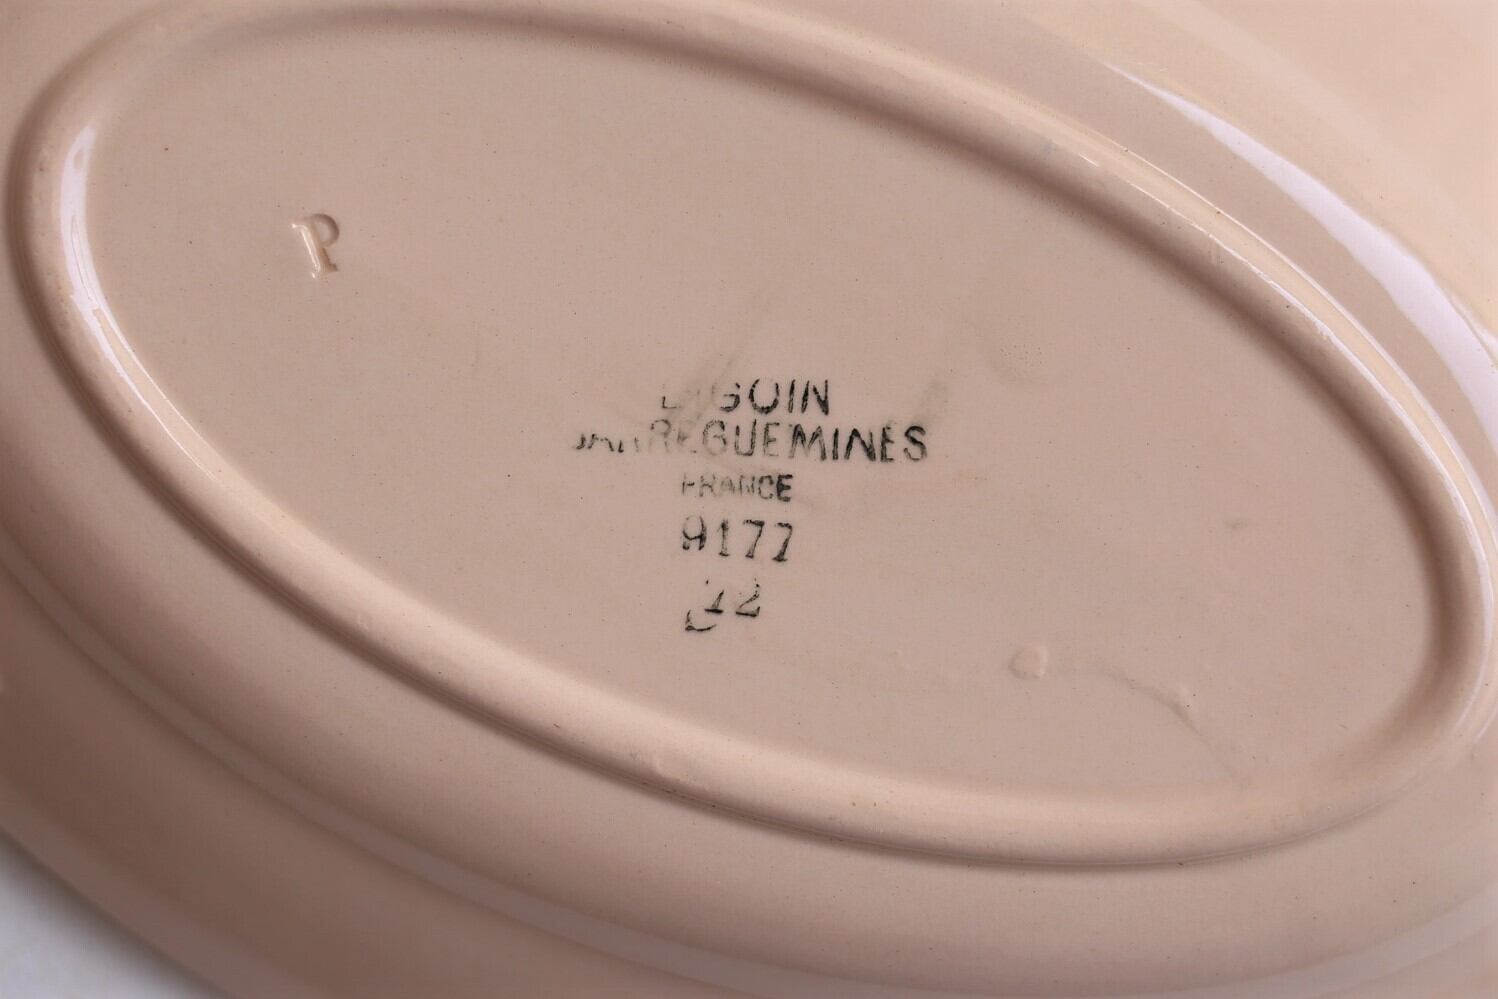 P
DIGOIN
SARREGUEMINES
FRANCE
9177